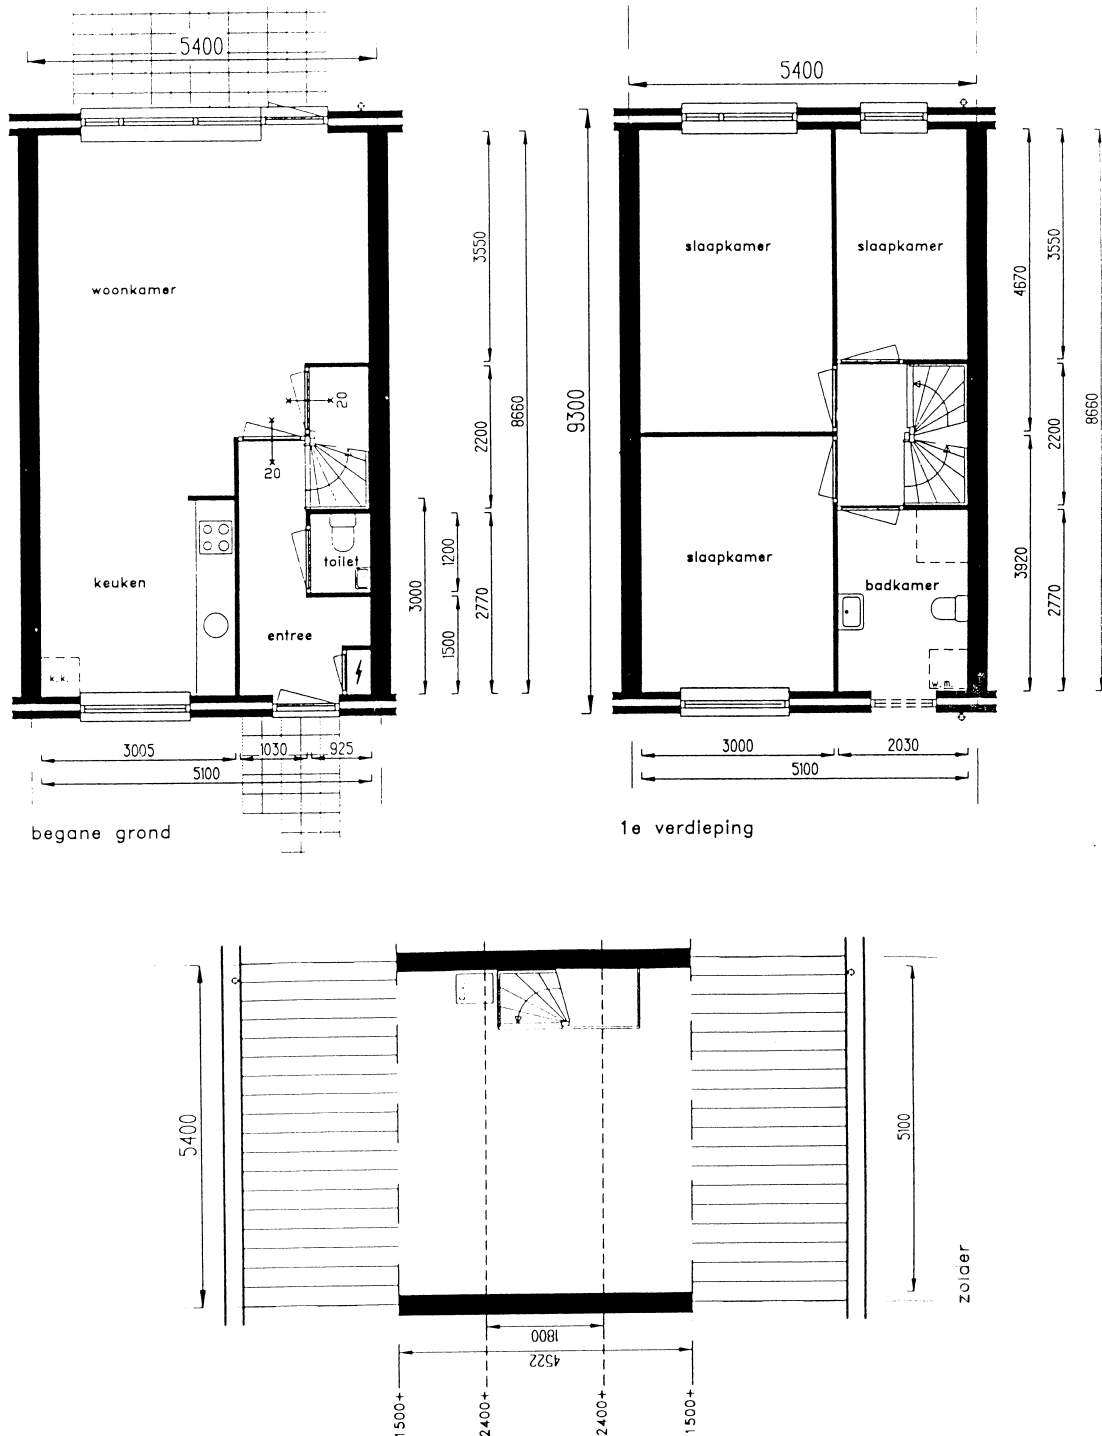 5400
woonkamer
20
20
keuken
toilet
entree
k.k.
3550
2200
8660
3000
1200
1500
2770
3005
1030
925
5100
begane grond
5400
9300
slaapkamer
slaapkamer
slaapkamer
badkamer
w.m.
4670
3920
3550
2200
2770
8660
3000
2030
5100
1e verdieping
5400
5100
zolder
1800
4522
1500+
2400+
2400+
1500+